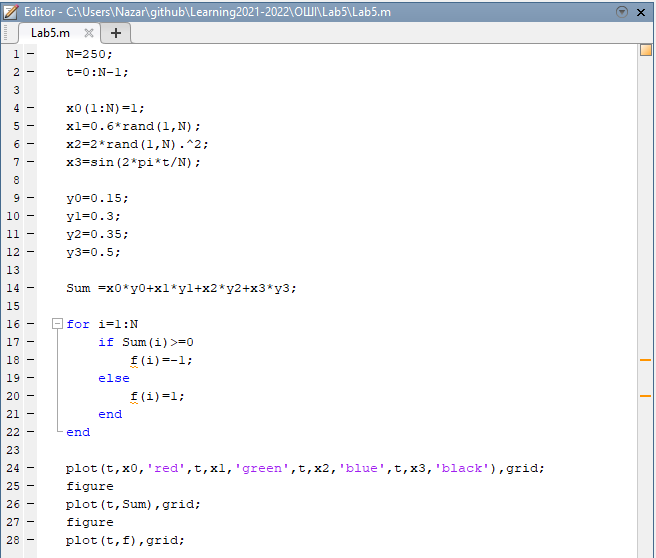 Editor - C:\Users\Nazar\github\Learning2021-2022\ОШІ\Lab5\Lab5.m
Lab5.m
1 N=250;
2 t=0:N-1;
3
4 x0(1:N)=1;
5 x1=0.6*rand(1,N);
6 x2=2*rand(1,N).^2;
7 x3=sin(2*pi*t/N);
8
9 y0=0.15;
10 y1=0.3;
11 y2=0.35;
12 y3=0.5;
13
14 Sum =x0*y0+x1*y1+x2*y2+x3*y3;
15
16 for i=1:N
17 if Sum(i)>=0
18 f(i)=-1;
19 else
20 f(i)=1;
21 end
22 end
23
24 plot(t,x0,'red',t,x1,'green',t,x2,'blue',t,x3,'black'),grid;
25 figure
26 plot(t,Sum),grid;
27 figure
28 plot(t,f),grid;